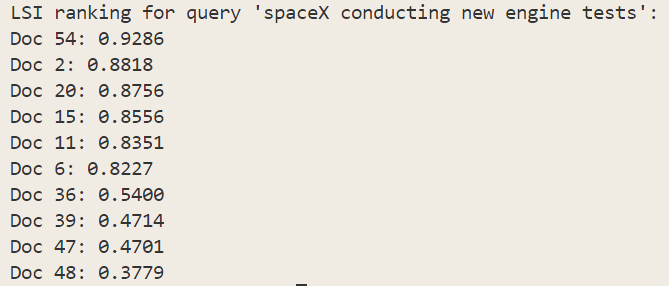 LSI ranking for query 'spaceX conducting new engine tests':
Doc 54: 0.9286
Doc 2: 0.8818
Doc 20: 0.8756
Doc 15: 0.8556
Doc 11: 0.8351
Doc 6: 0.8227
Doc 36: 0.5400
Doc 39: 0.4714
Doc 47: 0.4701
Doc 48: 0.3779